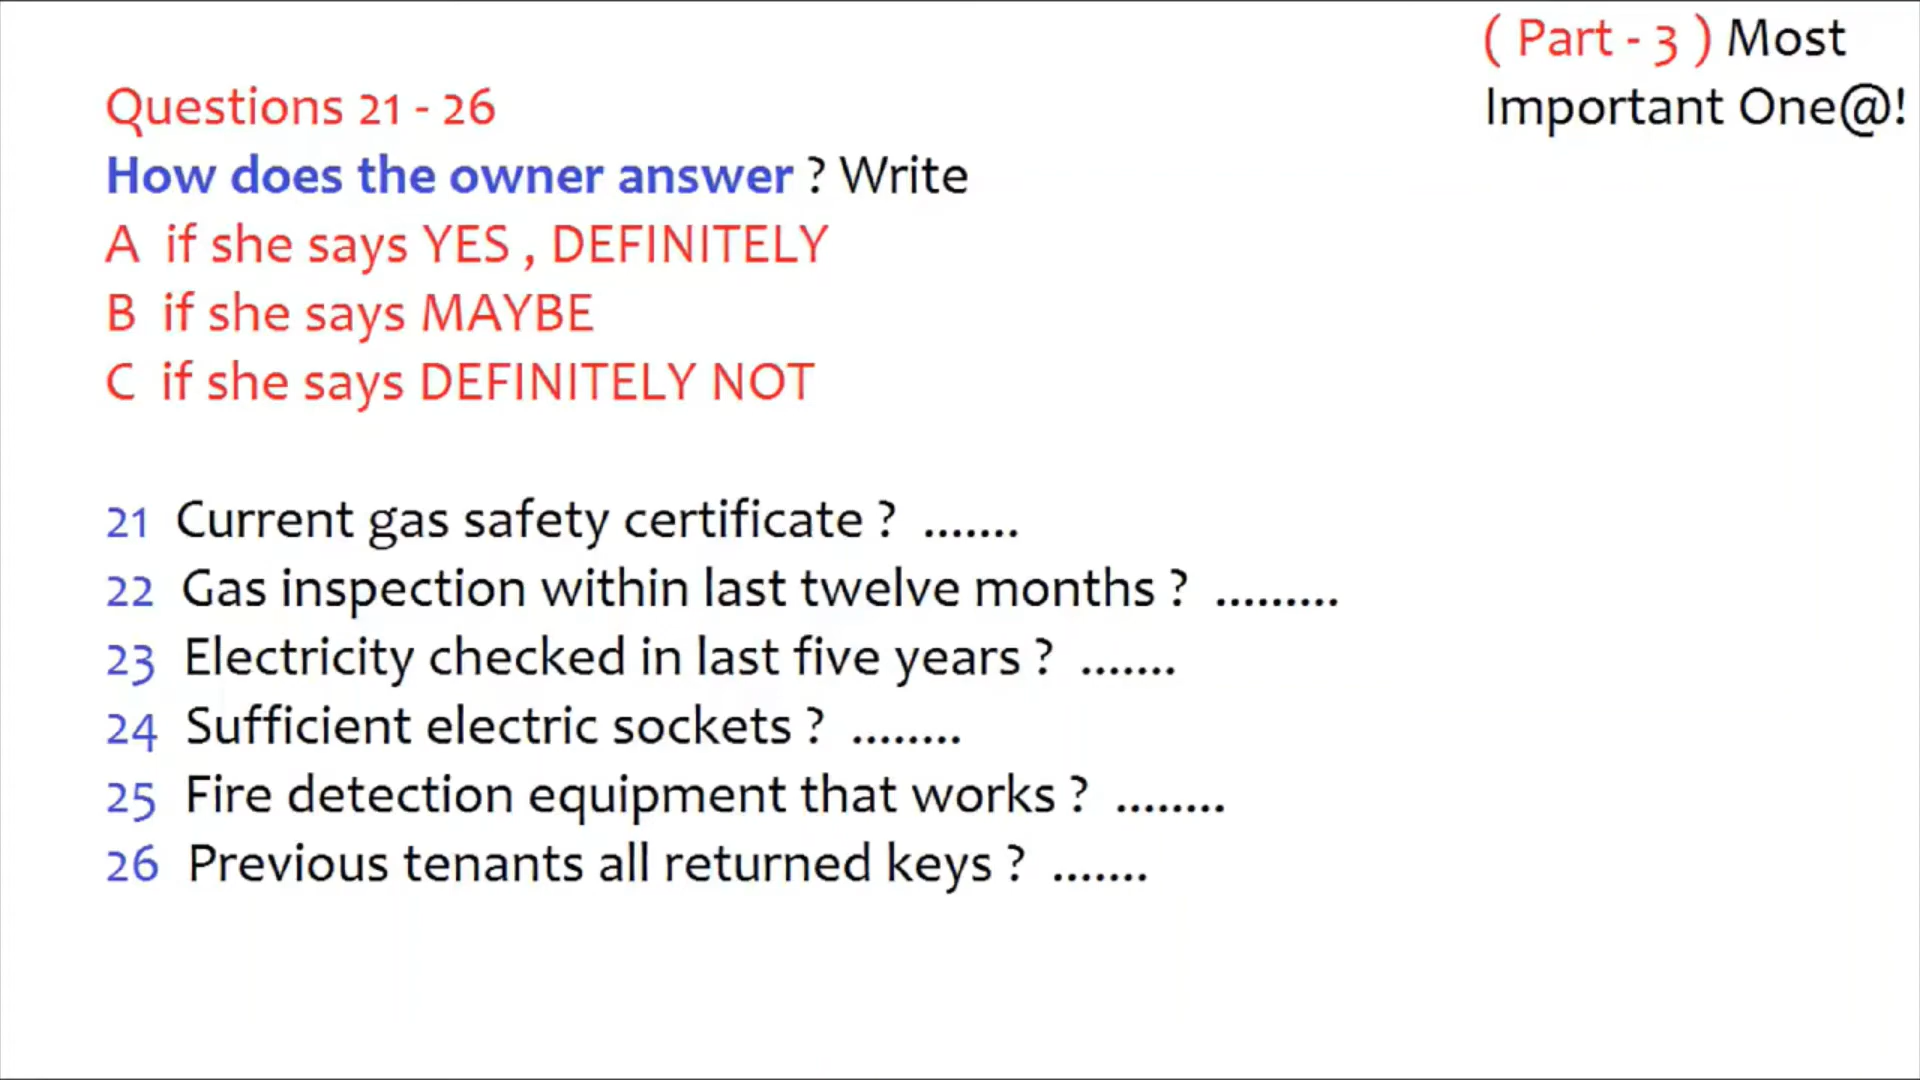 ( Part - 3 ) Most
Important One@!
Questions 21 - 26
How does the owner answer ? Write
A if she says YES , DEFINITELY
B if she says MAYBE
C if she says DEFINITELY NOT
21 Current gas safety certificate ? .......
22 Gas inspection within last twelve months ? .........
23 Electricity checked in last five years ? .......
24 Sufficient electric sockets ? ........
25 Fire detection equipment that works ? ........
26 Previous tenants all returned keys ? .......